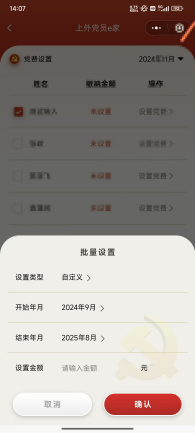 14:07
上外党员e家
党费设置 2024年11月
姓名 缴纳金额 操作
未设置 设置党费 >
张 未设置 设置党费 >
未设置 设置党费 >
未设置 设置党费 >
批量设置
设置类型 自定义 >
开始年月 2024年9月 >
结束年月 2025年8月 >
设置金额 请输入金额 元
取消 确认